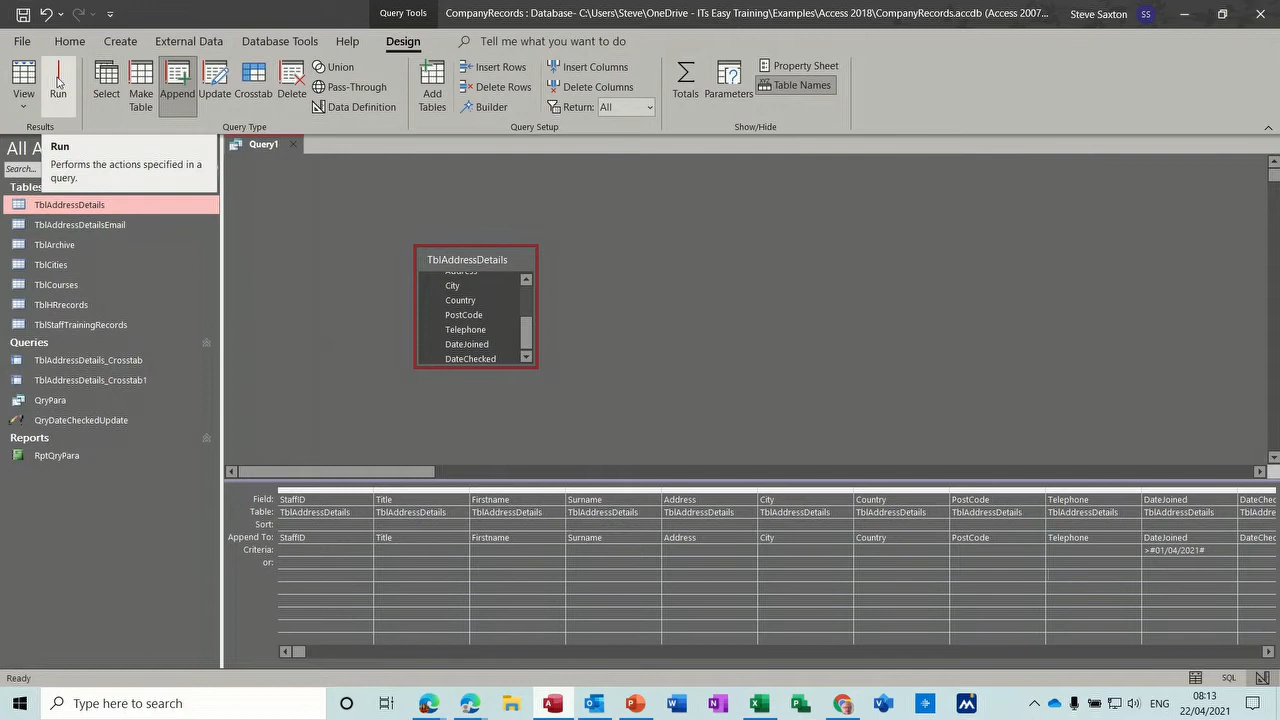 Query Tools
CompanyRecords : Database- C:\Users\Steve\OneDrive - ITs Easy Training\Examples\Access 2018\CompanyRecords.accdb (Access 2007...
Steve Saxton
SS
File Home Create External Data Database Tools Help Design Tell me what you want to do
View
Run
Select
Make Table
Append
Update
Crosstab
Delete
Union
Pass-Through
Data Definition
Add Tables
Insert Rows
Delete Rows
Builder
Insert Columns
Delete Columns
Return: All
Totals
Parameters
Property Sheet
Table Names
Results
Query Type
Query Setup
Show/Hide
All A
Search...
Run
Performs the actions specified in a
query.
Query1
Tables
TblAddressDetails
TblAddressDetailsEmail
TblArchive
TblCities
TblCourses
TblHRrecords
TblStaffTrainingRecords
Queries
TblAddressDetails_Crosstab
TblAddressDetails_Crosstab1
QryPara
QryDateCheckedUpdate
Reports
RptQryPara
TblAddressDetails
Address
City
Country
PostCode
Telephone
DateJoined
DateChecked
Field: StaffID Title Firstname Surname Address City Country PostCode Telephone DateJoined DateChec
Table: TblAddressDetails TblAddressDetails TblAddressDetails TblAddressDetails TblAddressDetails TblAddressDetails TblAddressDetails TblAddressDetails TblAddressDetails TblAddressDetails TblAddre
Sort:
Append To: StaffID Title Firstname Surname Address City Country PostCode Telephone DateJoined DateChec
Criteria: >#01/04/2021#
or:
Ready
SQL
Type here to search
ENG
08:13
22/04/2021